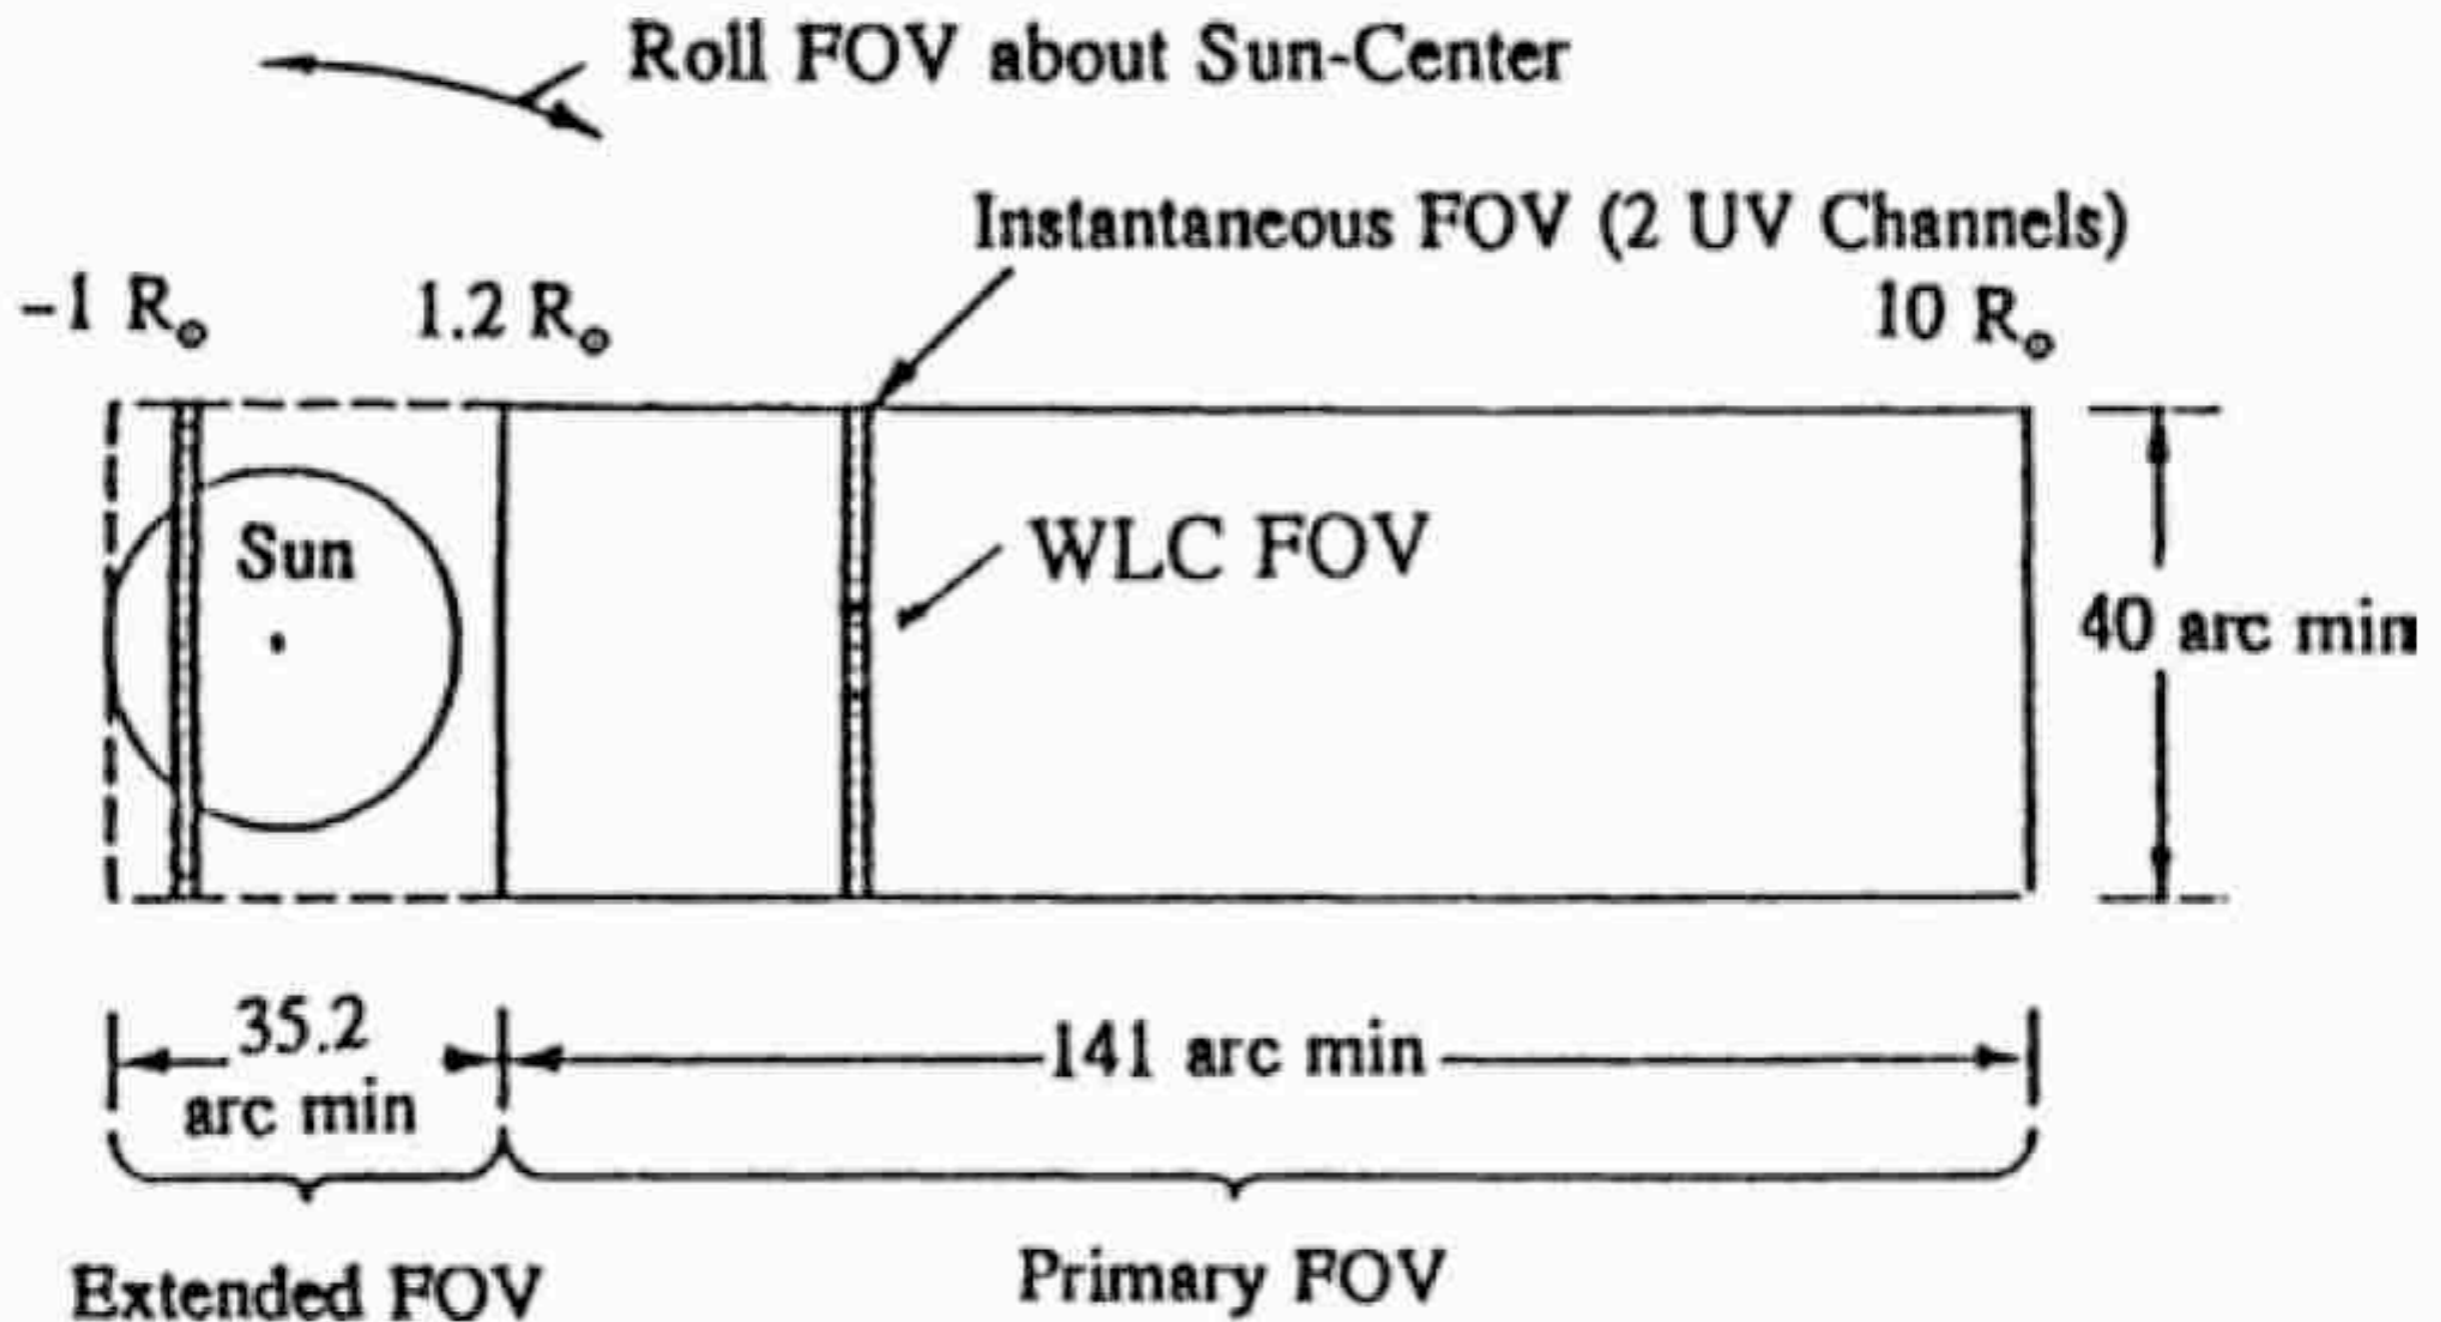 Roll FOV about Sun-Center
Instantaneous FOV (2 UV Channels)
-1 R⊙
1.2 R⊙
10 R⊙
Sun
WLC FOV
40 arc min
35.2
arc min
141 arc min
Extended FOV
Primary FOV